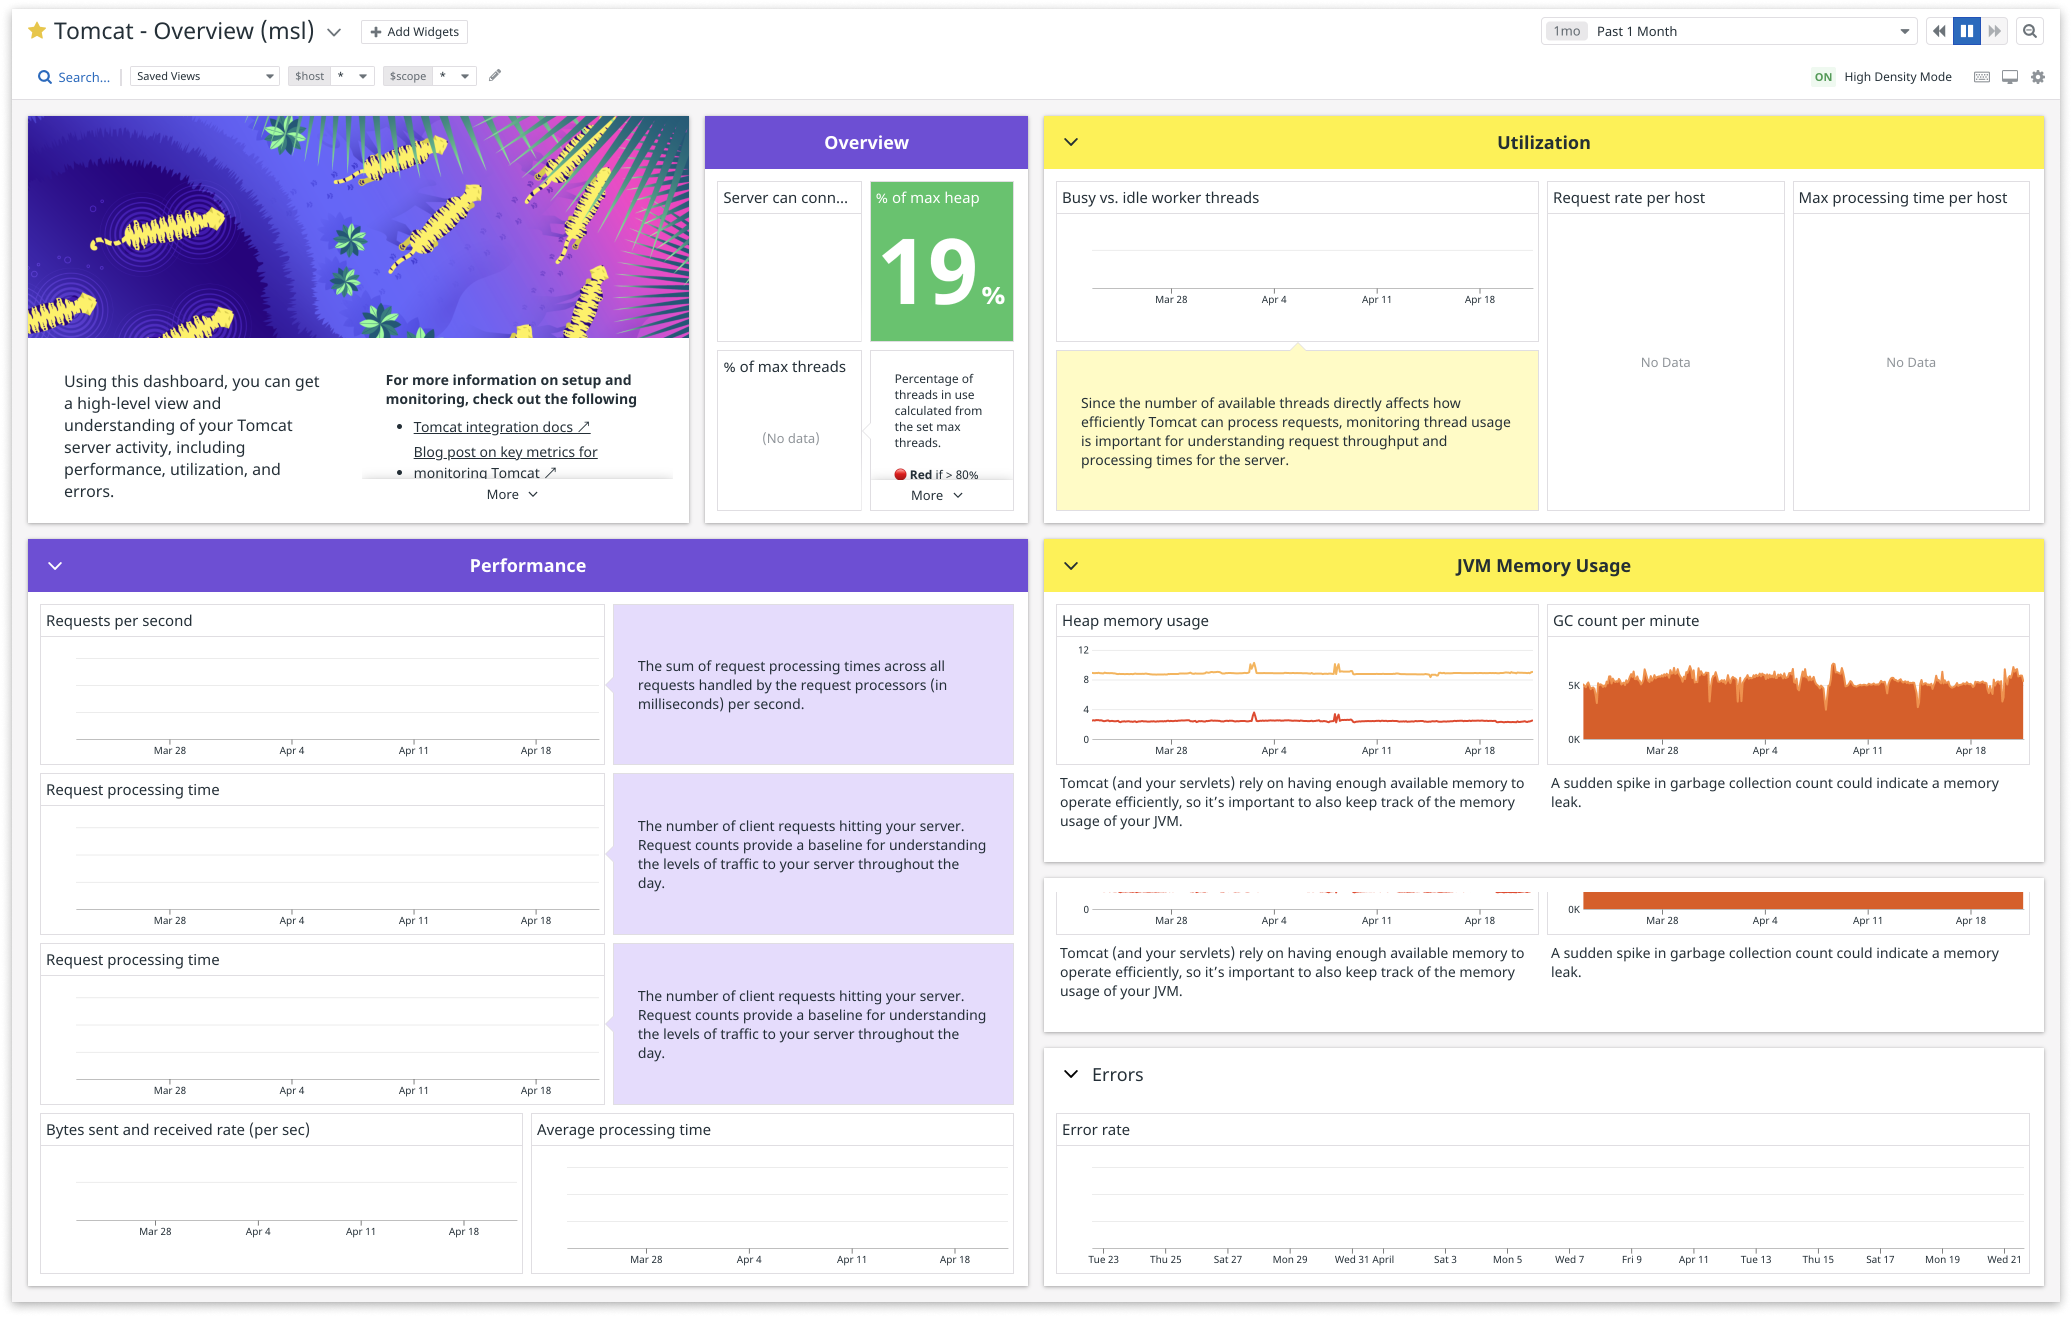 Tomcat - Overview (msl)
+ Add Widgets
1mo Past 1 Month
Search...
Saved Views
$host *
$scope *
ON High Density Mode
Using this dashboard, you can get
a high-level view and
understanding of your Tomcat
server activity, including
performance, utilization, and
errors.
For more information on setup and
monitoring, check out the following
• Tomcat integration docs ↗
Blog post on key metrics for
• monitoring Tomcat ↗
More
Overview
Server can conn...
% of max heap
19%
% of max threads
(No data)
Percentage of
threads in use
calculated from
the set max
threads.
Red if > 80%
More
Utilization
Busy vs. idle worker threads
Mar 28 Apr 4 Apr 11 Apr 18
Since the number of available threads directly affects how
efficiently Tomcat can process requests, monitoring thread usage
is important for understanding request throughput and
processing times for the server.
Request rate per host
No Data
Max processing time per host
No Data
Performance
Requests per second
Mar 28 Apr 4 Apr 11 Apr 18
The sum of request processing times across all
requests handled by the request processors (in
milliseconds) per second.
Request processing time
Mar 28 Apr 4 Apr 11 Apr 18
The number of client requests hitting your server.
Request counts provide a baseline for understanding
the levels of traffic to your server throughout the
day.
Request processing time
Mar 28 Apr 4 Apr 11 Apr 18
The number of client requests hitting your server.
Request counts provide a baseline for understanding
the levels of traffic to your server throughout the
day.
Bytes sent and received rate (per sec)
Mar 28 Apr 4 Apr 11 Apr 18
Average processing time
Mar 28 Apr 4 Apr 11 Apr 18
JVM Memory Usage
Heap memory usage
12
8
4
0
Mar 28 Apr 4 Apr 11 Apr 18
Tomcat (and your servlets) rely on having enough available memory to
operate efficiently, so it's important to also keep track of the memory
usage of your JVM.
GC count per minute
5K
0K
Mar 28 Apr 4 Apr 11 Apr 18
A sudden spike in garbage collection count could indicate a memory
leak.
0
Mar 28 Apr 4 Apr 11 Apr 18
Tomcat (and your servlets) rely on having enough available memory to
operate efficiently, so it's important to also keep track of the memory
usage of your JVM.
0K
Mar 28 Apr 4 Apr 11 Apr 18
A sudden spike in garbage collection count could indicate a memory
leak.
Errors
Error rate
Tue 23 Thu 25 Sat 27 Mon 29 Wed 31 April Sat 3 Mon 5 Wed 7 Fri 9 Apr 11 Tue 13 Thu 15 Sat 17 Mon 19 Wed 21